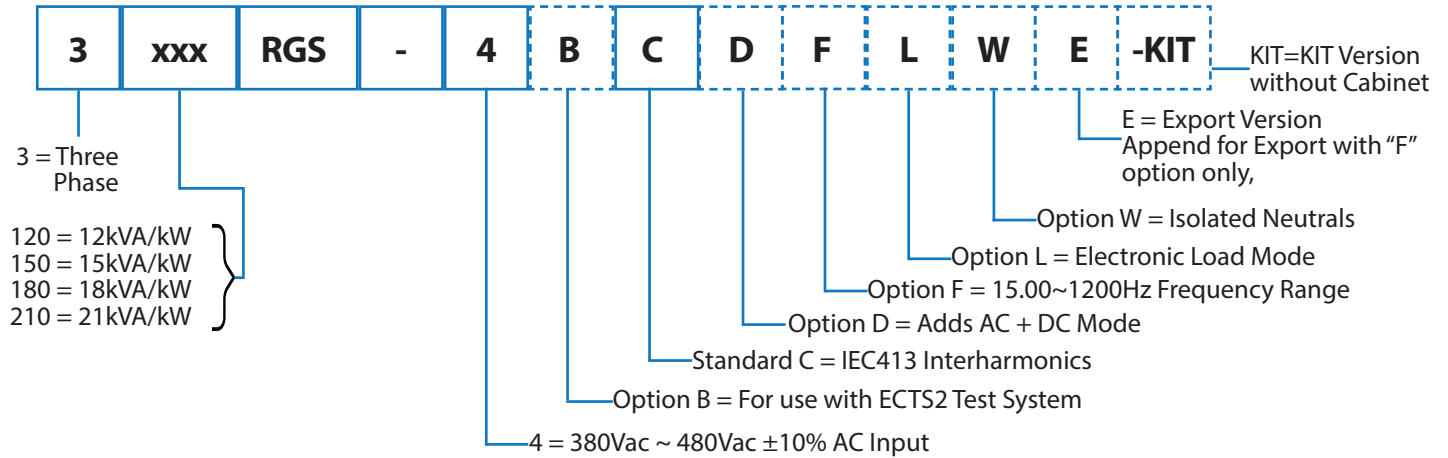 3 xxx RGS - 4 B C D F L W E -KIT
KIT=KIT Version
without Cabinet
E = Export Version
Append for Export with “F”
option only,
3 = Three
Phase
Option W = Isolated Neutrals
120 = 12kVA/kW
150 = 15kVA/kW
180 = 18kVA/kW
210 = 21kVA/kW
Option L = Electronic Load Mode
Option F = 15.00~1200Hz Frequency Range
Option D = Adds AC + DC Mode
Standard C = IEC413 Interharmonics
Option B = For use with ECTS2 Test System
4 = 380Vac ~ 480Vac ±10% AC Input